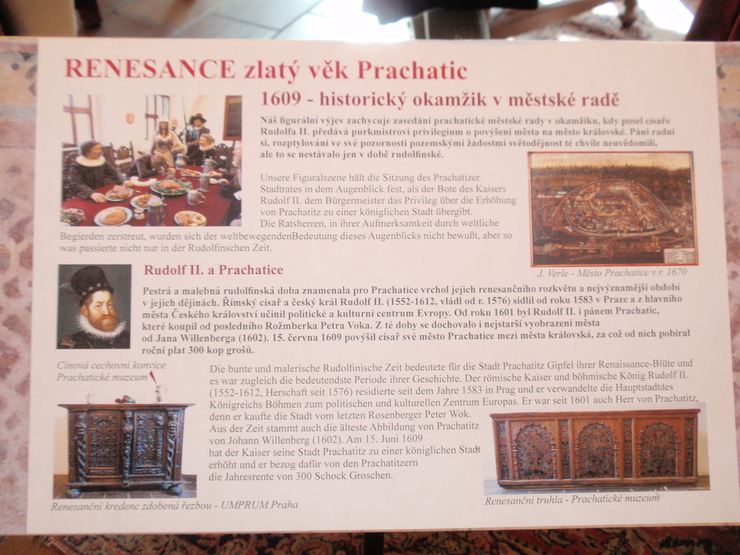 RENESANCE zlatý věk Prachatic
1609 - historický okamžik v městské radě
Náš figurální výjev zachycuje zasedání prachatické městské rady v okamžiku, kdy posel císaře
Rudolfa II. předává purkmistrovi privilegium o povýšení města na město královské. Páni radní
si, rozptylování ve své pozornosti pozemskými žádostmi světodějnost té chvíle neuvědomili,
ale to se nestávalo jen v době rudolfinské.
Unsere Figuralszene hält die Sitzung des Prachatizer
Stadtrates in dem Augenblick fest, als der Bote des Kaisers
Rudolf II. dem Bürgermeister das Privileg über die Erhöhung
von Prachatitz zu einer königlichen Stadt übergibt.
Die Ratsherren, in ihrer Aufmerksamkeit durch weltliche
Begierden zerstreut, wurden sich der weltbewegendenBedeutung dieses Augenblicks nicht bewußt, aber so
was passierte nicht nur in der Rudolfinschen Zeit.
J. Verle - Město Prachatice v r. 1670
Rudolf II. a Prachatice
Pestrá a malebná rudolfinská doba znamenala pro Prachatice vrchol jejich renesančního rozkvětu a nejvýznamější období
v jejich dějinách. Římský císař a český král Rudolf II. (1552-1612, vládl od r. 1576) sídlil od roku 1583 v Praze a z hlavního
města Českého království učinil politické a kulturní centrum Evropy. Od roku 1601 byl Rudolf II. i pánem Prachatic,
které koupil od posledního Rožmberka Petra Voka. Z té doby se dochovalo i nejstarší vyobrazení města
od Jana Willenberga (1602). 15. června 1609 povýšil císař své město Prachatice mezi města královská, za což od nich pobíral
roční plat 300 kop grošů.
Cínová cechovní konvice
Prachatické muzeum
Die bunte und malerische Rudolfinische Zeit bedeutete für die Stadt Prachatitz Gipfel ihrer Renaissance-Blüte und
es war zugleich die bedeutendste Periode ihrer Geschichte. Der römische Kaiser und böhmische König Rudolf II.
(1552-1612, Herschaft seit 1576) residierte seit dem Jahre 1583 in Prag und er verwandelte die Hauptstadtdes
Königreichs Böhmen zum politischen und kulturellen Zentrum Europas. Er war seit 1601 auch Herr von Prachatitz,
denn er kaufte die Stadt vom letzten Rosenberger Peter Wok.
Aus der Zeit stammt auch die älteste Abbildung von Prachatitz
von Johann Willenberg (1602). Am 15. Juni 1609
hat der Kaiser seine Stadt Prachatitz zu einer königlichen Stadt
erhöht und er bezog dafür von den Prachatitzern
die Jahresrente von 300 Schock Groschen.
Renesanční kredenc zdobená řezbou - UMPRUM Praha
Renesanční truhla - Prachatické muzeum